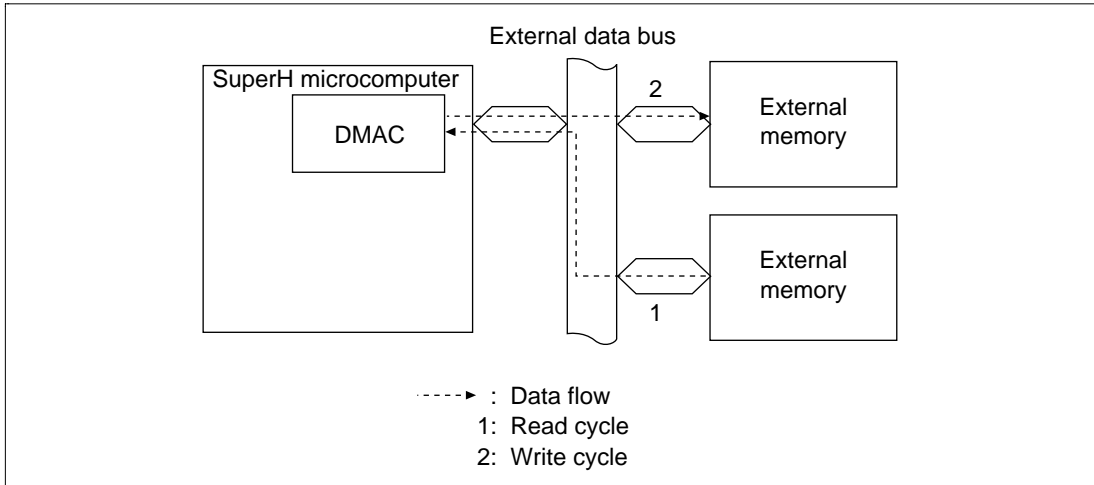 External data bus
SuperH microcomputer
DMAC
2
External
memory
External
memory
1
: Data flow
1: Read cycle
2: Write cycle